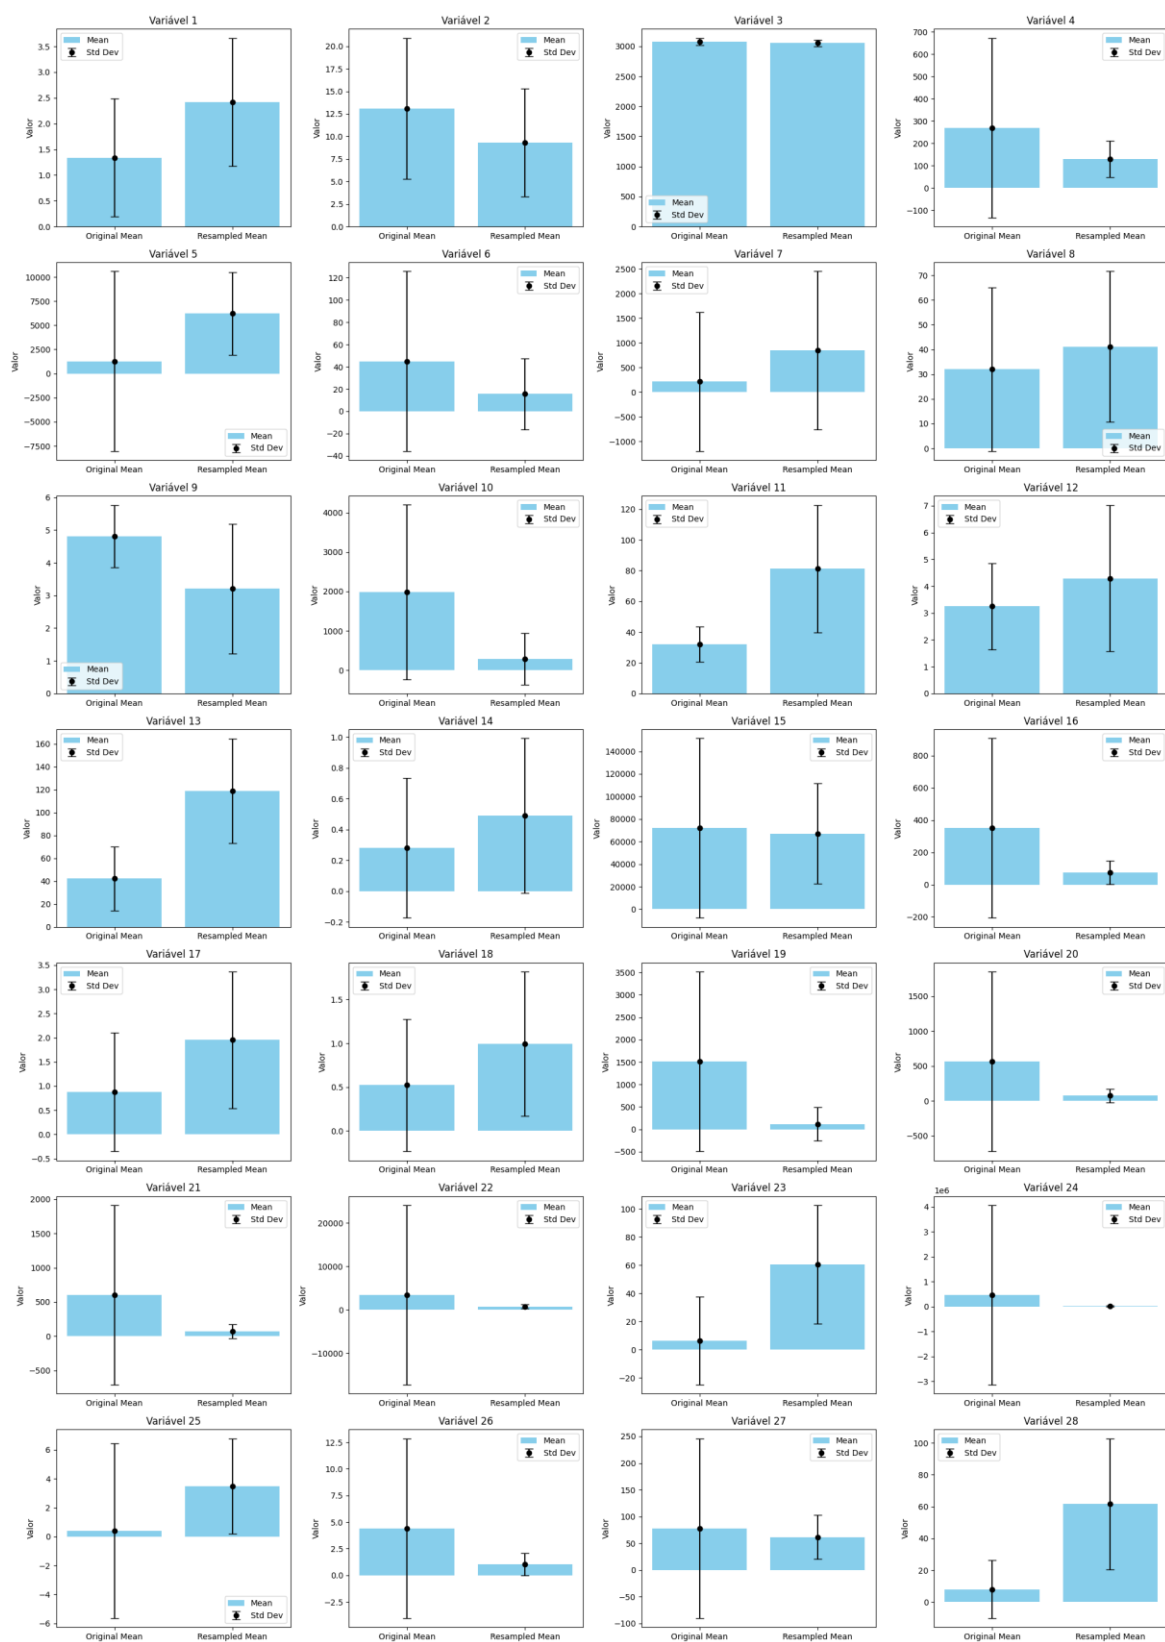 Variável 1
Mean
Std Dev
Valor
3.5
3.0
2.5
2.0
1.5
1.0
0.5
0.0
Original Mean
Resampled Mean
Variável 2
Mean
Std Dev
Valor
20.0
17.5
15.0
12.5
10.0
7.5
5.0
2.5
0.0
Original Mean
Resampled Mean
Variável 3
Mean
Std Dev
Valor
3000
2500
2000
1500
1000
500
0
Original Mean
Resampled Mean
Variável 4
Mean
Std Dev
Valor
700
600
500
400
300
200
100
0
−100
Original Mean
Resampled Mean
Variável 5
Mean
Std Dev
Valor
10000
7500
5000
2500
0
−2500
−5000
−7500
Original Mean
Resampled Mean
Variável 6
Mean
Std Dev
Valor
120
100
80
60
40
20
0
−20
−40
Original Mean
Resampled Mean
Variável 7
Mean
Std Dev
Valor
2500
2000
1500
1000
500
0
−500
−1000
Original Mean
Resampled Mean
Variável 8
Mean
Std Dev
Valor
70
60
50
40
30
20
10
0
Original Mean
Resampled Mean
Variável 9
Mean
Std Dev
Valor
6
5
4
3
2
1
0
Original Mean
Resampled Mean
Variável 10
Mean
Std Dev
Valor
4000
3000
2000
1000
0
Original Mean
Resampled Mean
Variável 11
Mean
Std Dev
Valor
120
100
80
60
40
20
0
Original Mean
Resampled Mean
Variável 12
Mean
Std Dev
Valor
7
6
5
4
3
2
1
0
Original Mean
Resampled Mean
Variável 13
Mean
Std Dev
Valor
160
140
120
100
80
60
40
20
0
Original Mean
Resampled Mean
Variável 14
Mean
Std Dev
Valor
1.0
0.8
0.6
0.4
0.2
0.0
−0.2
Original Mean
Resampled Mean
Variável 15
Mean
Std Dev
Valor
140000
120000
100000
80000
60000
40000
20000
0
Original Mean
Resampled Mean
Variável 16
Mean
Std Dev
Valor
800
600
400
200
0
−200
Original Mean
Resampled Mean
Variável 17
Mean
Std Dev
Valor
3.5
3.0
2.5
2.0
1.5
1.0
0.5
0.0
−0.5
Original Mean
Resampled Mean
Variável 18
Mean
Std Dev
Valor
1.5
1.0
0.5
0.0
Original Mean
Resampled Mean
Variável 19
Mean
Std Dev
Valor
3500
3000
2500
2000
1500
1000
500
0
−500
Original Mean
Resampled Mean
Variável 20
Mean
Std Dev
Valor
1500
1000
500
0
−500
Original Mean
Resampled Mean
Variável 21
Mean
Std Dev
Valor
2000
1500
1000
500
0
−500
Original Mean
Resampled Mean
Variável 22
Mean
Std Dev
Valor
20000
10000
0
−10000
Original Mean
Resampled Mean
Variável 23
Mean
Std Dev
Valor
100
80
60
40
20
0
−20
Original Mean
Resampled Mean
1e6
Variável 24
Mean
Std Dev
Valor
4
3
2
1
0
−1
−2
−3
Original Mean
Resampled Mean
Variável 25
Mean
Std Dev
Valor
6
4
2
0
−2
−4
−6
Original Mean
Resampled Mean
Variável 26
Mean
Std Dev
Valor
12.5
10.0
7.5
5.0
2.5
0.0
−2.5
Original Mean
Resampled Mean
Variável 27
Mean
Std Dev
Valor
250
200
150
100
50
0
−50
−100
Original Mean
Resampled Mean
Variável 28
Mean
Std Dev
Valor
100
80
60
40
20
0
Original Mean
Resampled Mean